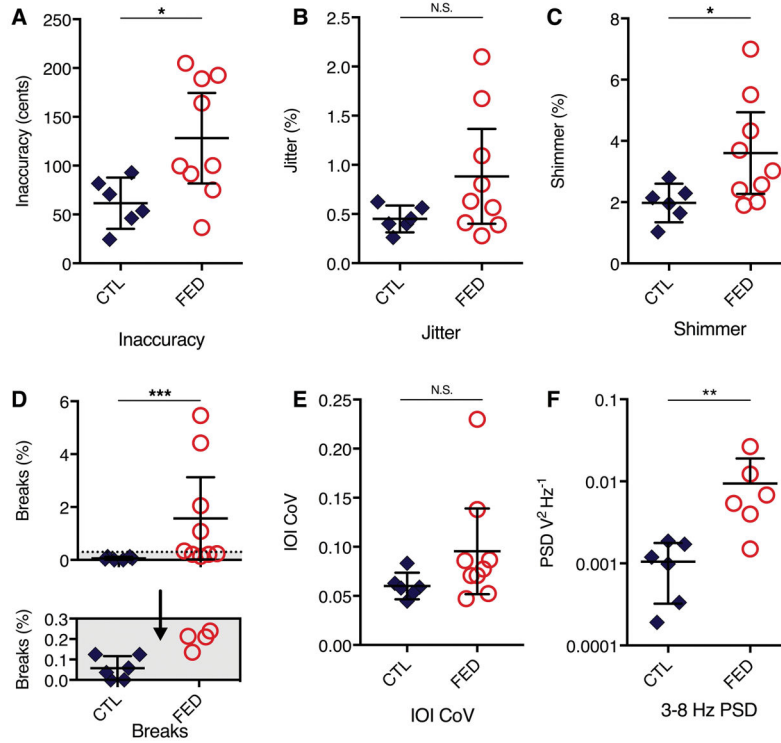 A
*
250
200
150
100
50
0
Inaccuracy (cents)
CTL
FED
Inaccuracy
B
N.S.
2.5
2.0
1.5
1.0
0.5
0.0
Jitter (%)
CTL
FED
Jitter
C
*
8
6
4
2
0
Shimmer (%)
CTL
FED
Shimmer
D
***
6
4
2
0
Breaks (%)
0.3
0.2
0.1
0.0
Breaks (%)
CTL
FED
Breaks
E
N.S.
0.25
0.20
0.15
0.10
0.05
0.00
IOI CoV
CTL
FED
IOI CoV
F
**
0.1
0.01
0.001
0.0001
PSD V² Hz⁻¹
CTL
FED
3-8 Hz PSD